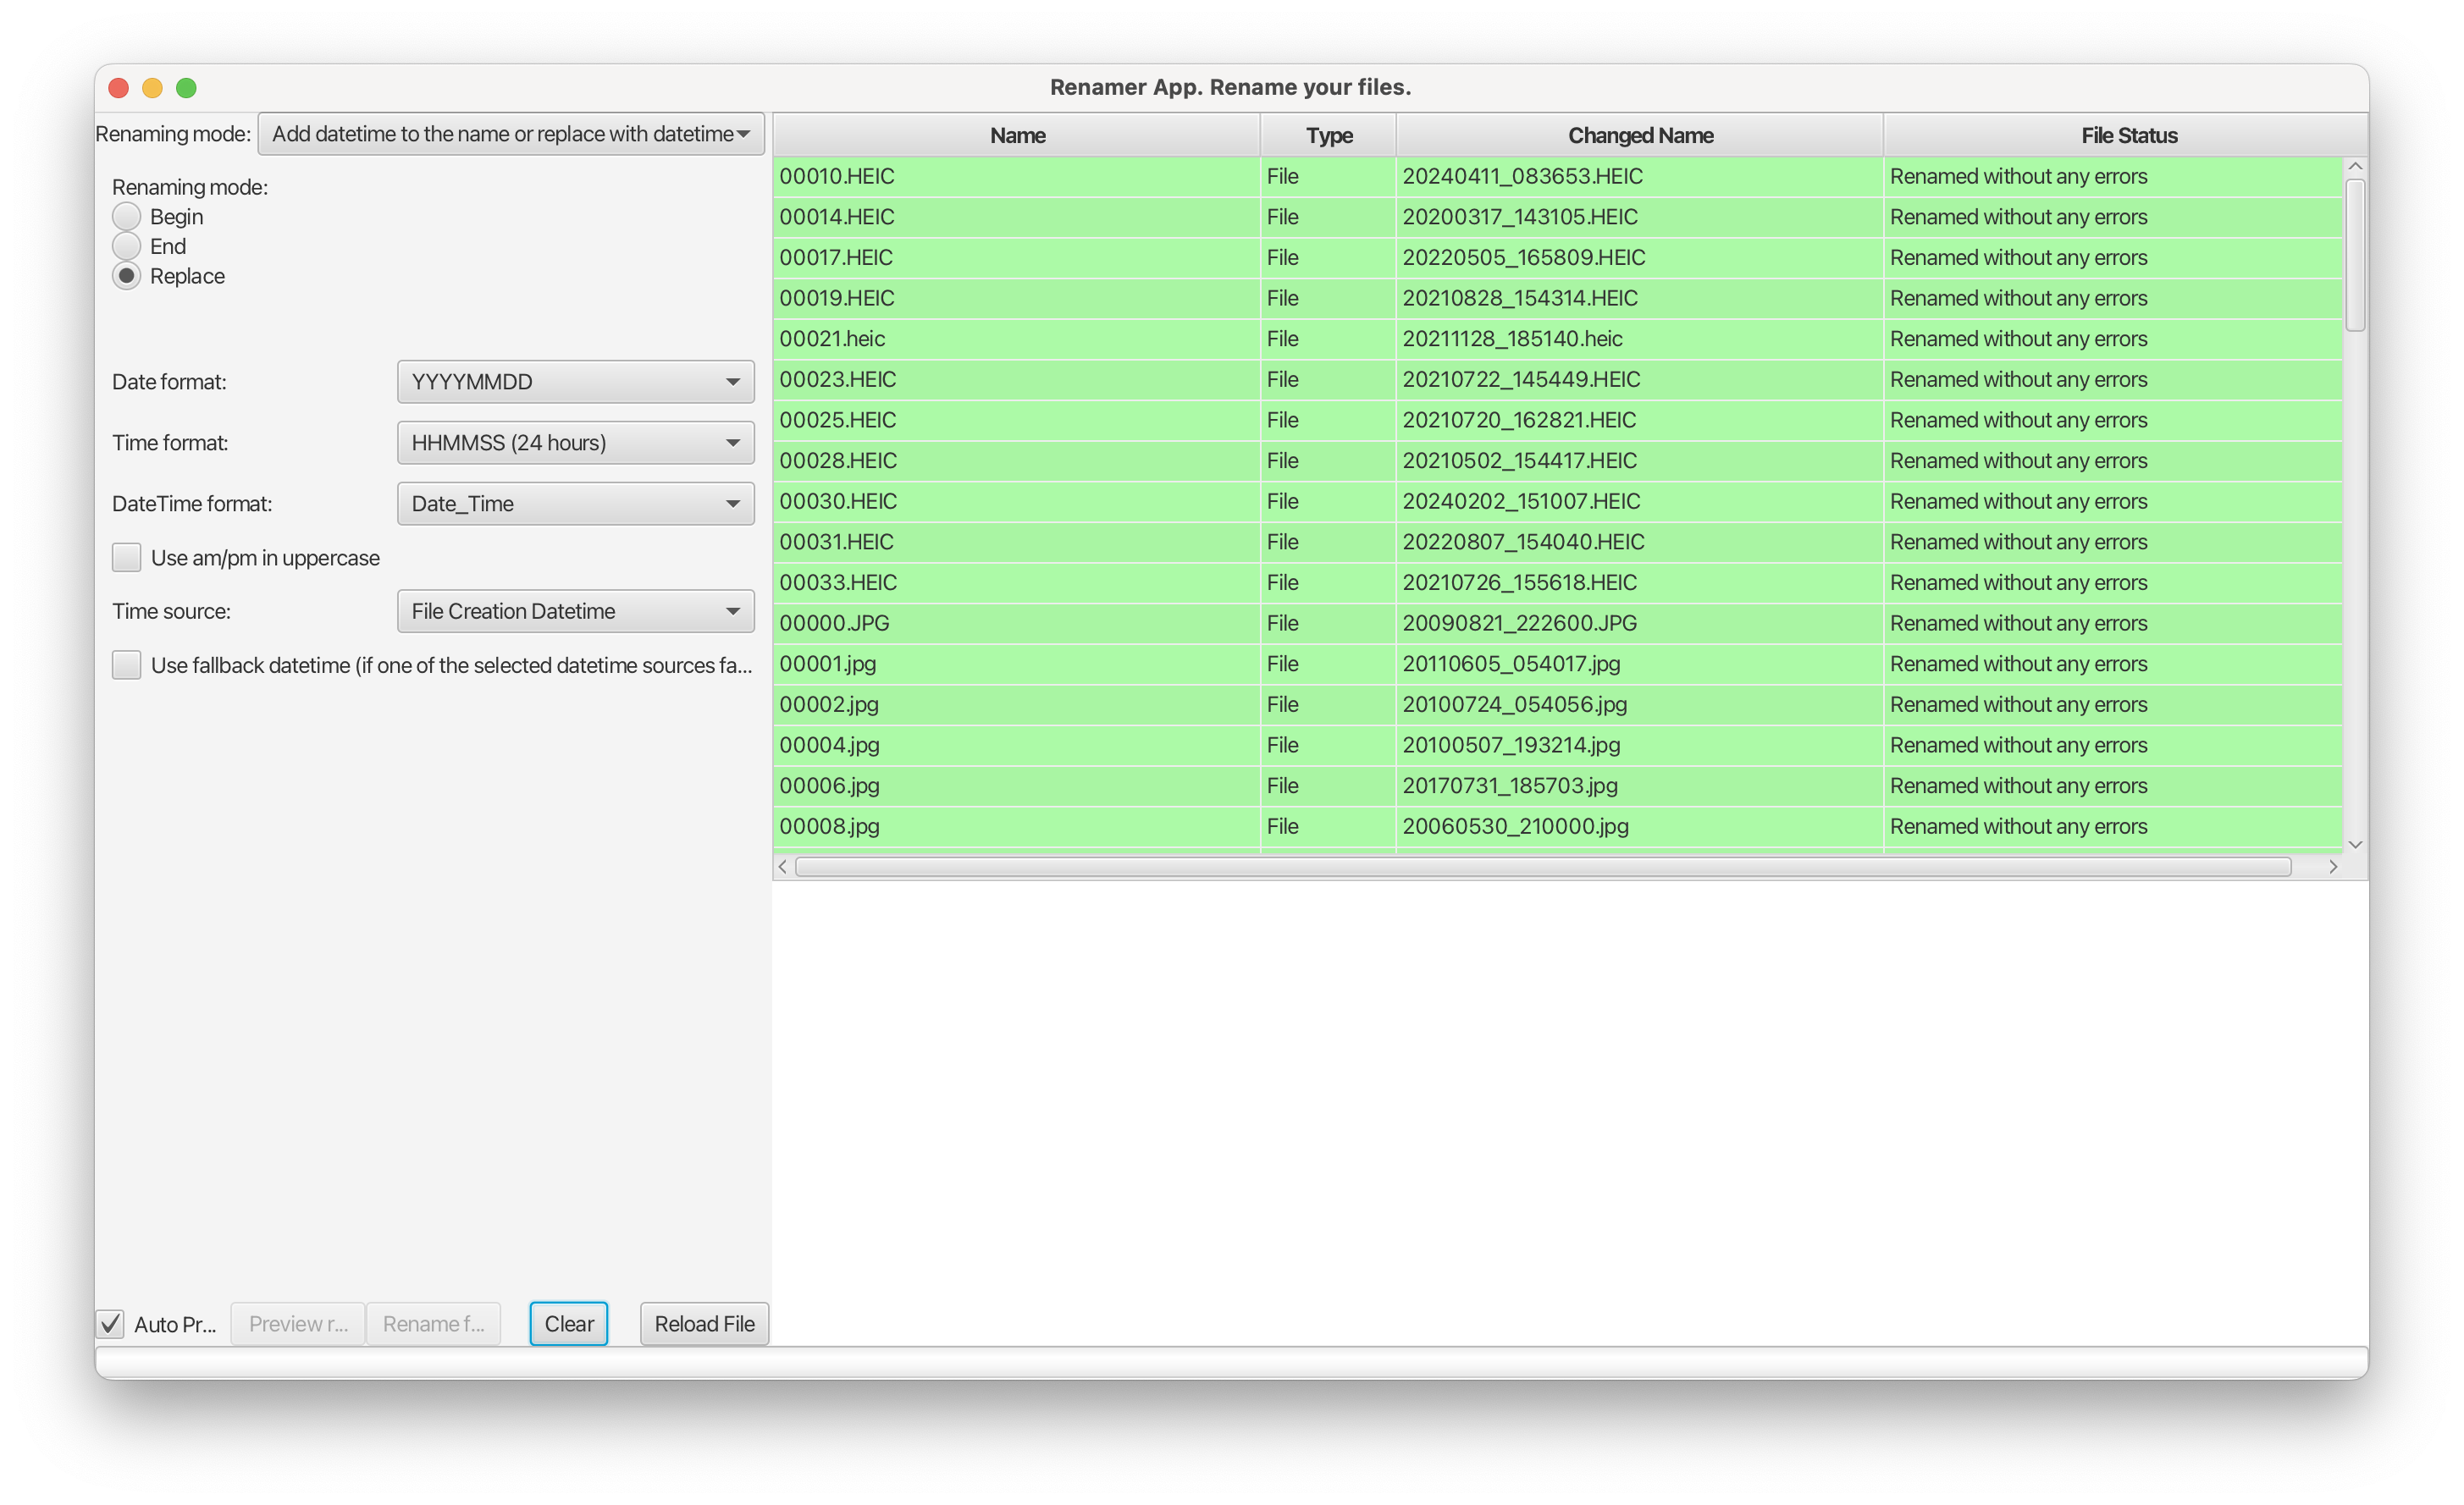 Renamer App. Rename your files.
Renaming mode: Add datetime to the name or replace with datetime
Renaming mode:
Begin
End
Replace
Date format: YYYYMMDD
Time format: HHMMSS (24 hours)
DateTime format: Date_Time
Use am/pm in uppercase
Time source: File Creation Datetime
Use fallback datetime (if one of the selected datetime sources fa...
Auto Pr... Preview r... Rename f... Clear Reload File
Name Type Changed Name File Status
00010.HEIC File 20240411_083653.HEIC Renamed without any errors
00014.HEIC File 20200317_143105.HEIC Renamed without any errors
00017.HEIC File 20220505_165809.HEIC Renamed without any errors
00019.HEIC File 20210828_154314.HEIC Renamed without any errors
00021.heic File 20211128_185140.heic Renamed without any errors
00023.HEIC File 20210722_145449.HEIC Renamed without any errors
00025.HEIC File 20210720_162821.HEIC Renamed without any errors
00028.HEIC File 20210502_154417.HEIC Renamed without any errors
00030.HEIC File 20240202_151007.HEIC Renamed without any errors
00031.HEIC File 20220807_154040.HEIC Renamed without any errors
00033.HEIC File 20210726_155618.HEIC Renamed without any errors
00000.JPG File 20090821_222600.JPG Renamed without any errors
00001.jpg File 20110605_054017.jpg Renamed without any errors
00002.jpg File 20100724_054056.jpg Renamed without any errors
00004.jpg File 20100507_193214.jpg Renamed without any errors
00006.jpg File 20170731_185703.jpg Renamed without any errors
00008.jpg File 20060530_210000.jpg Renamed without any errors